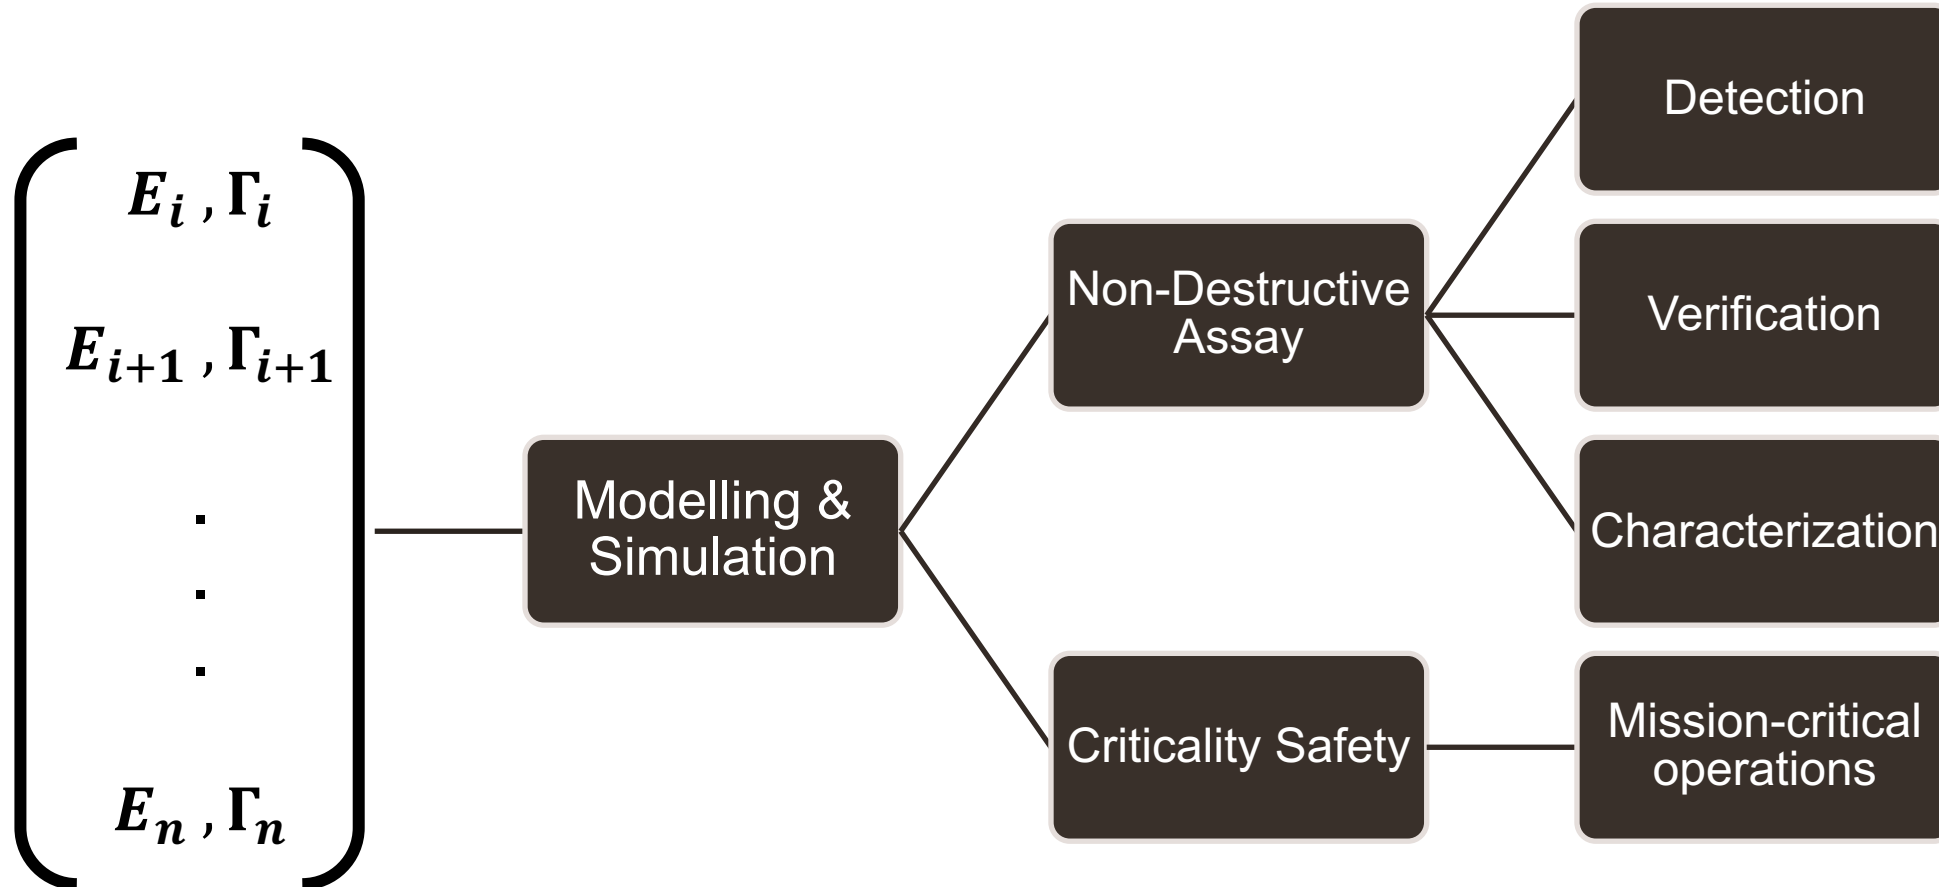 E_i , Γ_i
E_{i+1} , Γ_{i+1}
.
.
.
E_n , Γ_n
Modelling &
Simulation
Non-Destructive
Assay
Criticality Safety
Detection
Verification
Characterization
Mission-critical
operations